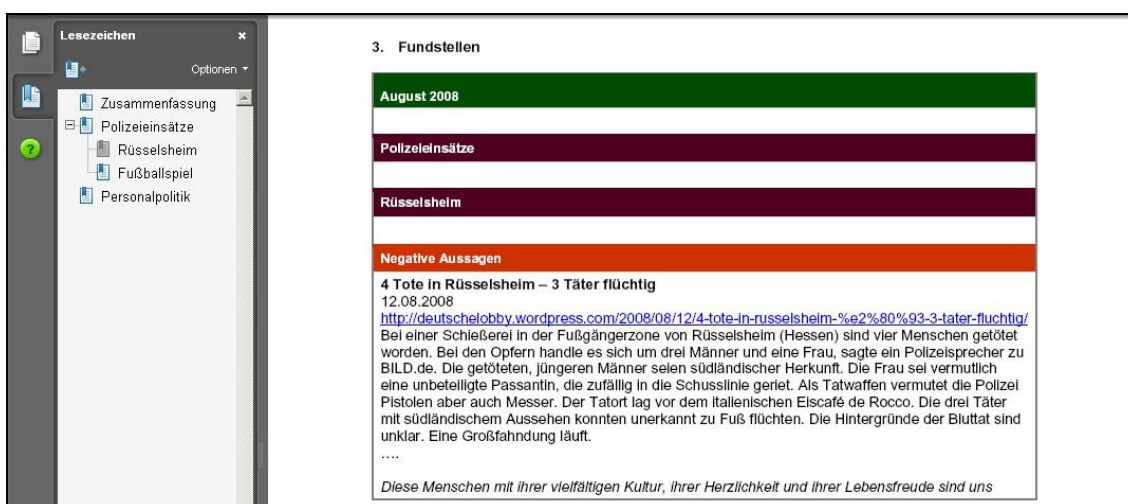 Lesezeichen ×
Optionen
Zusammenfassung
Polizeieinsätze
Rüsselsheim
Fußballspiel
Personalpolitik
?
3. Fundstellen
August 2008
Polizeieinsätze
Rüsselsheim
Negative Aussagen
4 Tote in Rüsselsheim – 3 Täter flüchtig
12.08.2008
http://deutschelobby.wordpress.com/2008/08/12/4-tote-in-russelsheim-%e2%80%93-3-tater-fluchtig/
Bei einer Schießerei in der Fußgängerzone von Rüsselsheim (Hessen) sind vier Menschen getötet
worden. Bei den Opfern handle es sich um drei Männer und eine Frau, sagte ein Polizeisprecher zu
BILD.de. Die getöteten, jüngeren Männer seien südländischer Herkunft. Die Frau sei vermutlich
eine unbeteiligte Passantin, die zufällig in die Schusslinie geriet. Als Tatwaffen vermutet die Polizei
Pistolen aber auch Messer. Der Tatort lag vor dem italienischen Eiscafé de Rocco. Die drei Täter
mit südländischem Aussehen konnten unerkannt zu Fuß flüchten. Die Hintergründe der Bluttat sind
unklar. Eine Großfahndung läuft.
....
Diese Menschen mit ihrer vielfältigen Kultur, ihrer Herzlichkeit und ihrer Lebensfreude sind uns